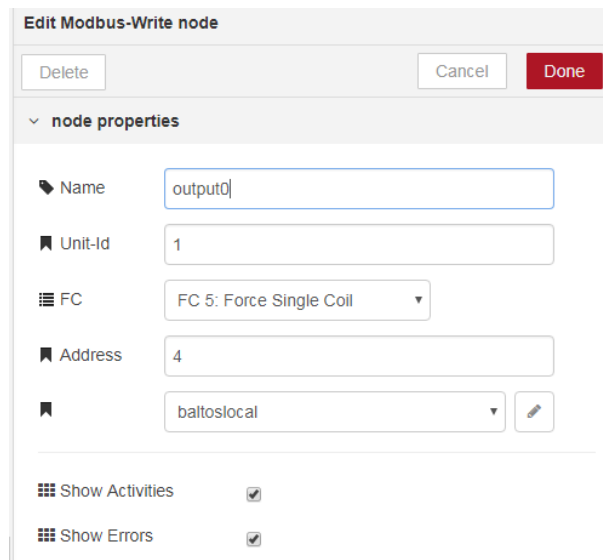 Edit Modbus-Write node
Delete Cancel Done
node properties
Name output0
Unit-Id 1
FC FC 5: Force Single Coil
Address 4
baltoslocal
Show Activities
Show Errors